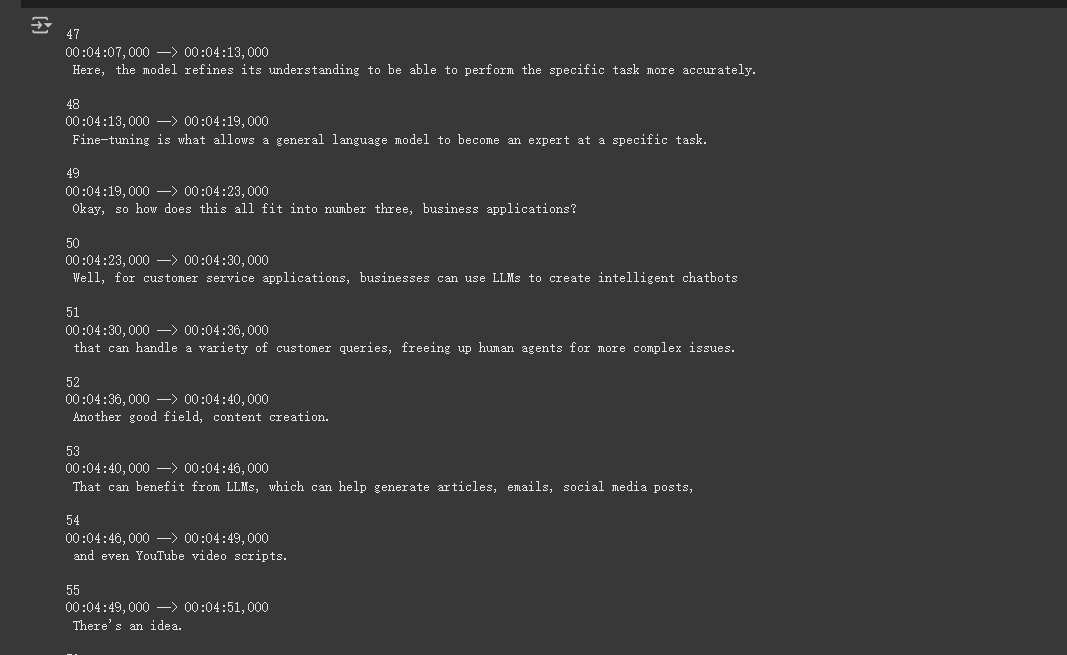 47
00:04:07,000 --> 00:04:13,000
Here, the model refines its understanding to be able to perform the specific task more accurately.
48
00:04:13,000 --> 00:04:19,000
Fine-tuning is what allows a general language model to become an expert at a specific task.
49
00:04:19,000 --> 00:04:23,000
Okay, so how does this all fit into number three, business applications?
50
00:04:23,000 --> 00:04:30,000
Well, for customer service applications, businesses can use LLMs to create intelligent chatbots
51
00:04:30,000 --> 00:04:36,000
that can handle a variety of customer queries, freeing up human agents for more complex issues.
52
00:04:36,000 --> 00:04:40,000
Another good field, content creation.
53
00:04:40,000 --> 00:04:46,000
That can benefit from LLMs, which can help generate articles, emails, social media posts,
54
00:04:46,000 --> 00:04:49,000
and even YouTube video scripts.
55
00:04:49,000 --> 00:04:51,000
There's an idea.